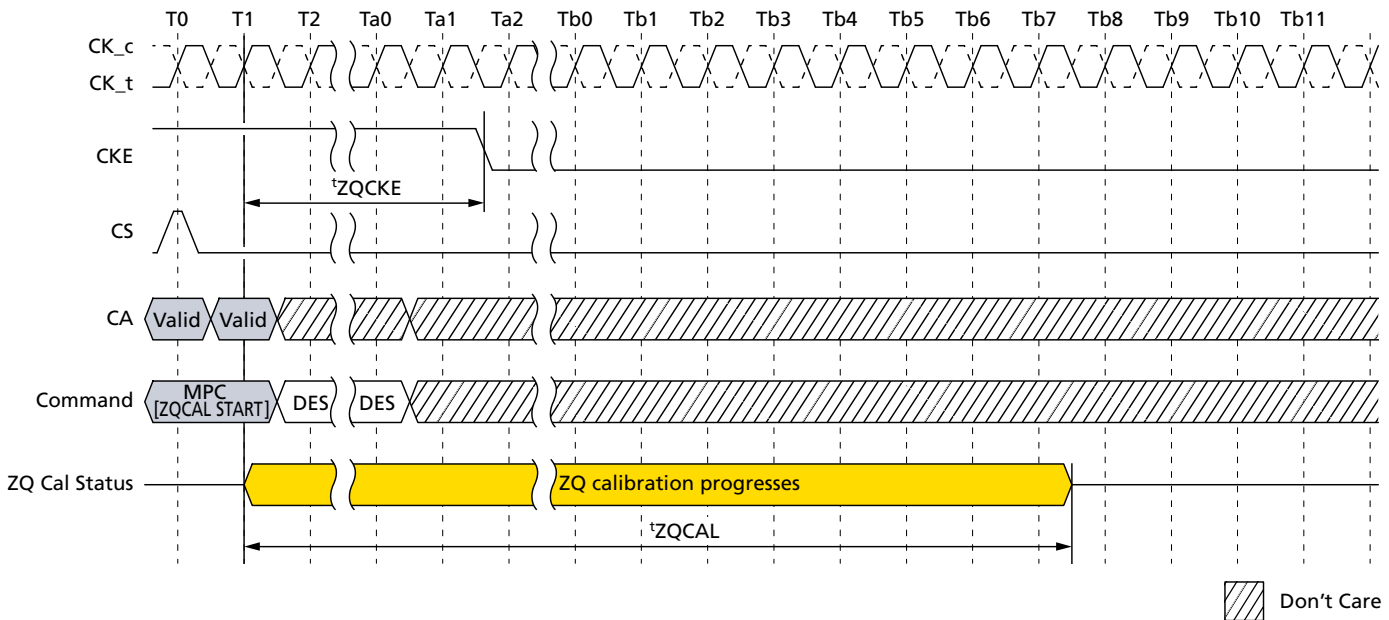 T0 T1 T2 Ta0 Ta1 Ta2 Tb0 Tb1 Tb2 Tb3 Tb4 Tb5 Tb6 Tb7 Tb8 Tb9 Tb10 Tb11
CK_c
CK_t
CKE
tZQCKE
CS
CA Valid Valid
Command MPC [ZQCAL START] DES DES
ZQ Cal Status ZQ calibration progresses
tZQCAL
Don't Care